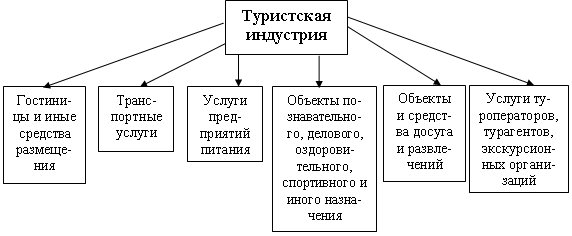 Туристская
индустрия
Гостини-
цы и иные
средства
размеще-
ния
Транс-
портные
услуги
Услуги
пред-
приятий
питания
Объекты по-
знавательно-
го, делового,
оздорови-
тельного,
спортивного и
иного назна-
чения
Объекты
и средст-
ва досуга
и развле-
чений
Услуги ту-
роператоров,
турагентов,
экскурсион-
ных органи-
заций